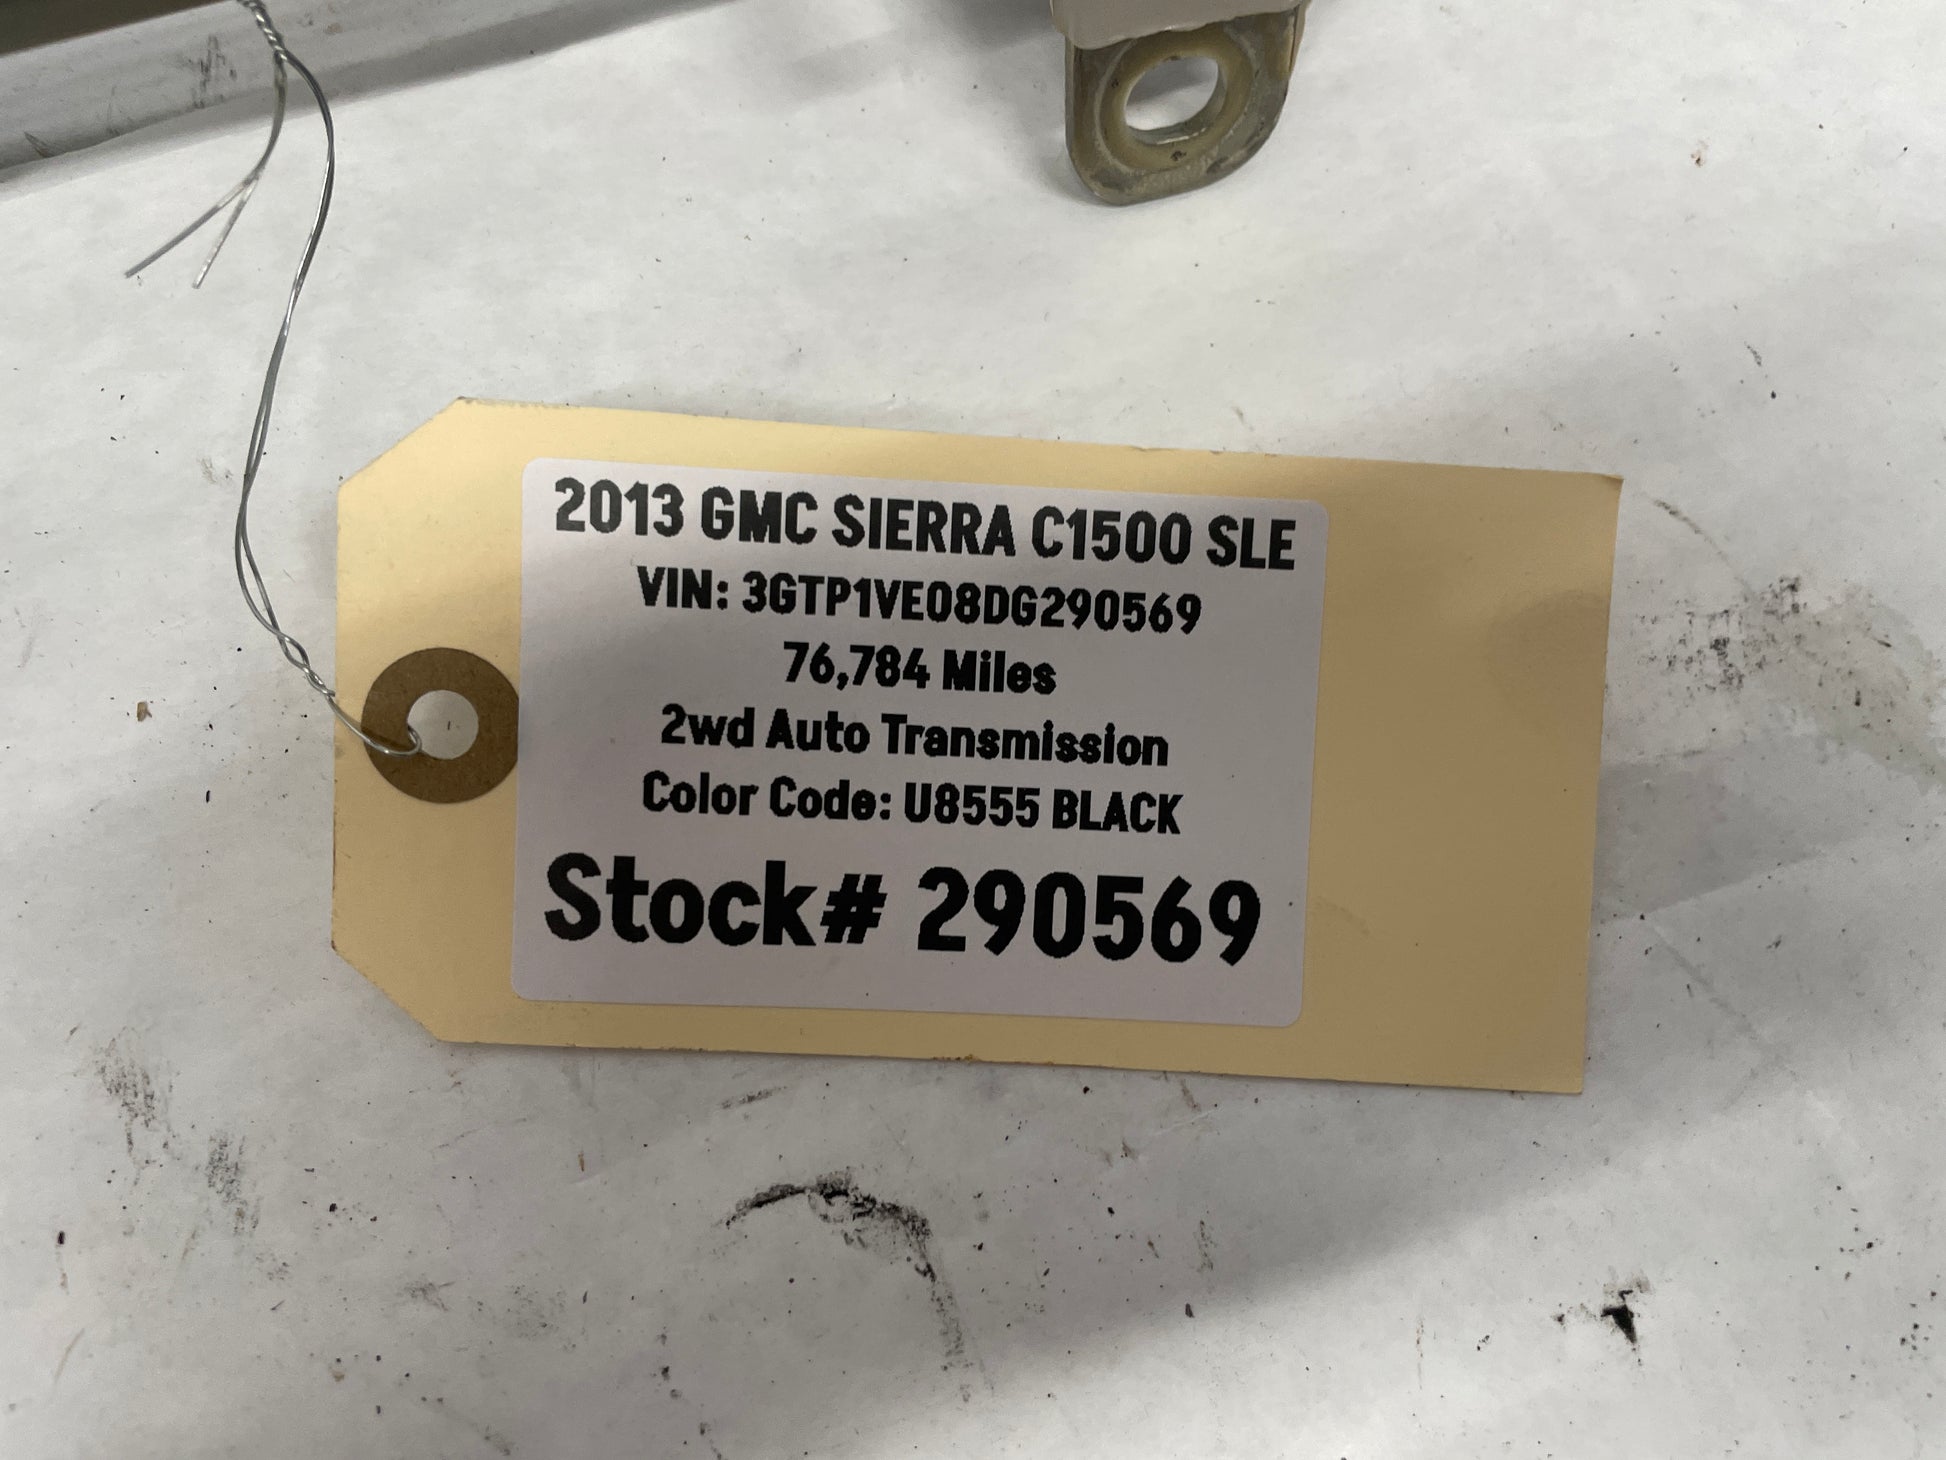 2013 GMC SIERRA C1500 SLE
VIN: 3GTP1VE08DG290569
76,784 Miles
2wd Auto Transmission
Color Code: U8555 BLACK
Stock# 290569